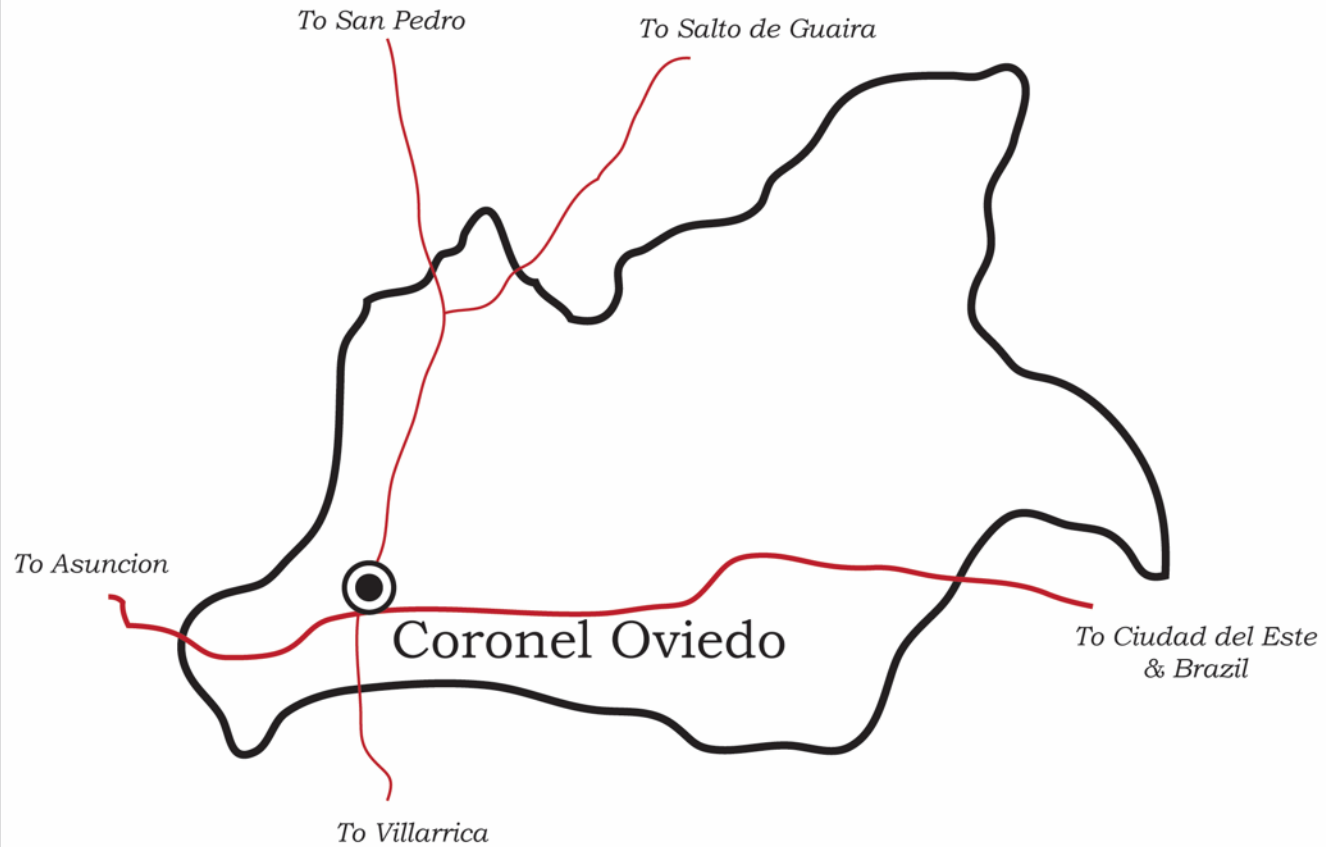 To San Pedro
To Salto de Guaira
To Asuncion
Coronel Oviedo
To Ciudad del Este
& Brazil
To Villarrica